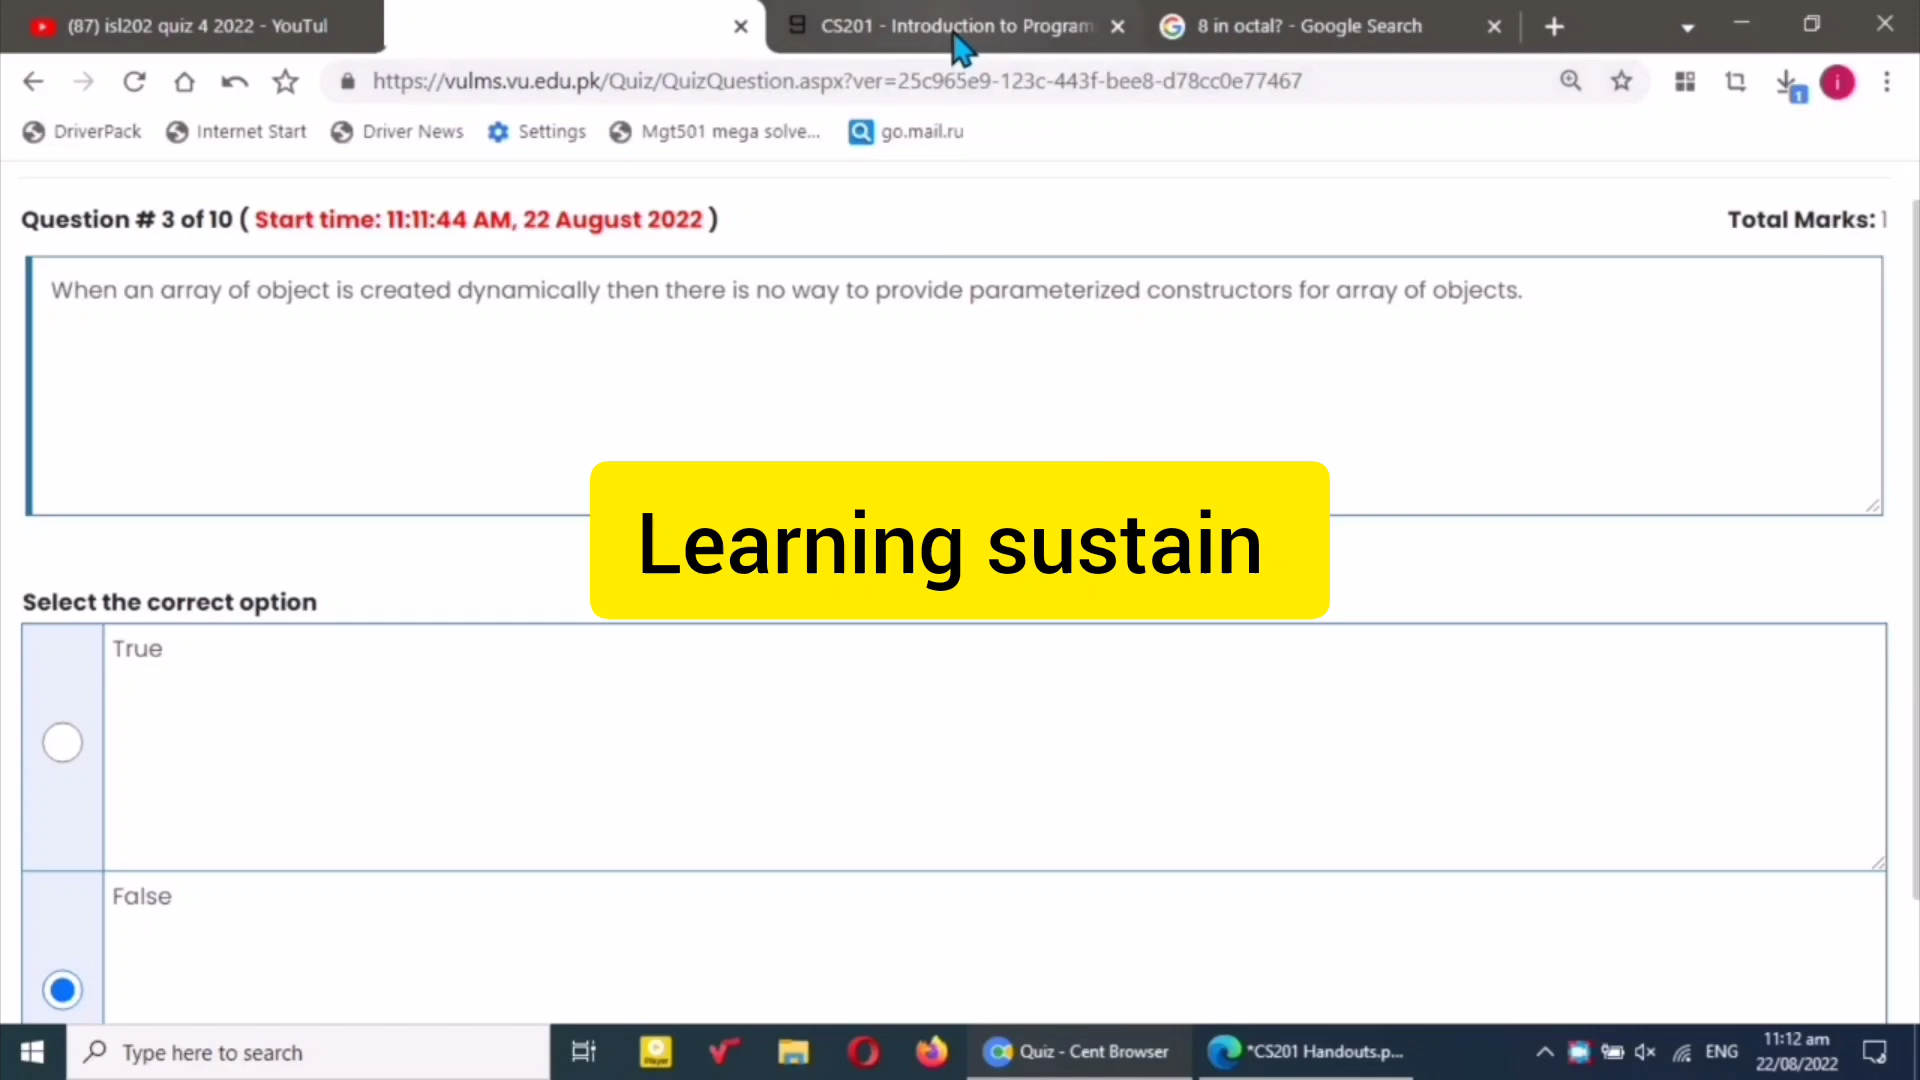 (87) isl202 quiz 4 2022 - YouTul
CS201 - Introduction to Program
8 in octal? - Google Search
https://vulms.vu.edu.pk/Quiz/QuizQuestion.aspx?ver=25c965e9-123c-443f-bee8-d78cc0e77467
1
i
DriverPack
Internet Start
Driver News
Settings
Mgt501 mega solve...
go.mail.ru
Question # 3 of 10 ( Start time: 11:11:44 AM, 22 August 2022 )
Total Marks: 1
When an array of object is created dynamically then there is no way to provide parameterized constructors for array of objects.
Learning sustain
Select the correct option
True
False
Type here to search
Player
Quiz - Cent Browser
*CS201 Handouts.p...
ENG
11:12 am
22/08/2022